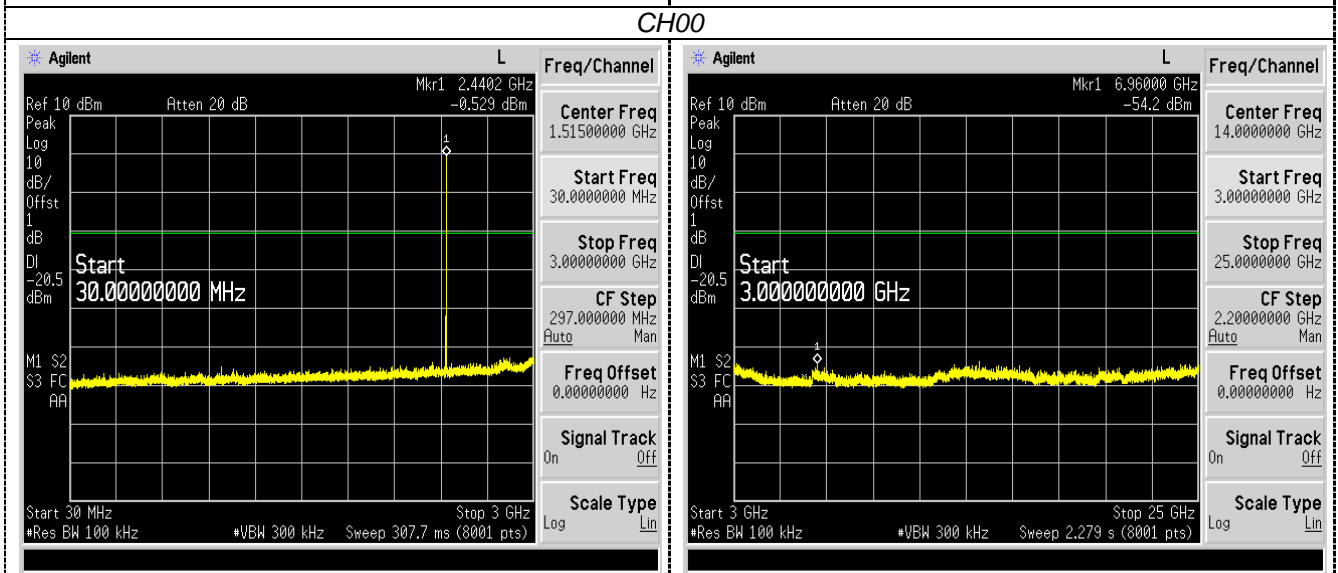 CH00
Agilent L
Mkr1 2.4402 GHz
Ref 10 dBm Atten 20 dB -0.529 dBm
Peak
Log
10
dB/
Offst
1
dB
DI
-20.5
dBm
M1 S2
S3 FC
AA
1
Start
30.00000000 MHz
Start 30 MHz Stop 3 GHz
#Res BW 100 kHz #VBW 300 kHz Sweep 307.7 ms (8001 pts)
Freq/Channel
Center Freq
1.51500000 GHz
Start Freq
30.0000000 MHz
Stop Freq
3.00000000 GHz
CF Step
297.000000 MHz
Auto Man
Freq Offset
0.00000000 Hz
Signal Track
On Off
Scale Type
Log Lin
Agilent L
Mkr1 6.96000 GHz
Ref 10 dBm Atten 20 dB -54.2 dBm
Peak
Log
10
dB/
Offst
1
dB
DI
-20.5
dBm
M1 S2
S3 FC
AA
1
Start
3.000000000 GHz
Start 3 GHz Stop 25 GHz
#Res BW 100 kHz #VBW 300 kHz Sweep 2.279 s (8001 pts)
Freq/Channel
Center Freq
14.0000000 GHz
Start Freq
3.00000000 GHz
Stop Freq
25.0000000 GHz
CF Step
2.20000000 GHz
Auto Man
Freq Offset
0.00000000 Hz
Signal Track
On Off
Scale Type
Log Lin